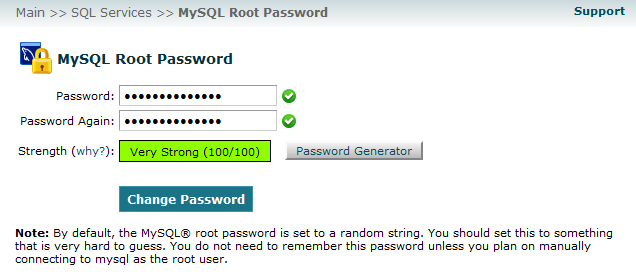 Main >> SQL Services >> MySQL Root Password
Support
MySQL Root Password
Password: ••••••••••••••
Password Again: ••••••••••••••
Strength (why?): Very Strong (100/100) Password Generator
Change Password
Note: By default, the MySQL® root password is set to a random string. You should set this to something
that is very hard to guess. You do not need to remember this password unless you plan on manually
connecting to mysql as the root user.